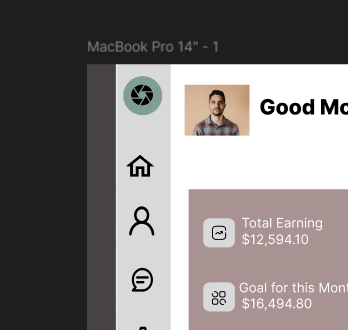 MacBook Pro 14" - 1
Good Mo
Total Earning
$12,594.10
Goal for this Mont
$16,494.80